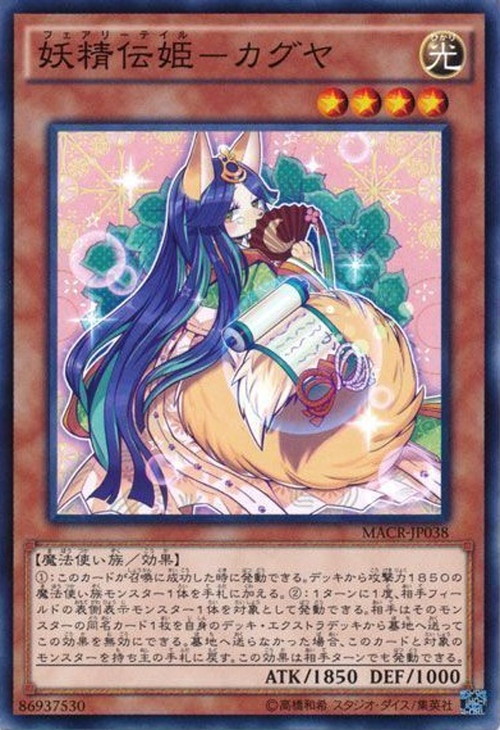 フェアリーテイル
妖精伝姫－カグヤ
ひかり
光
MACR-JP038
【魔法使い族／効果】
①：このカードが召喚に成功した時に発動できる。デッキから攻撃力１８５０の
魔法使い族モンスター１体を手札に加える。②：１ターンに１度、相手フィー
ルドの表側表示モンスター１体を対象として発動できる。相手はそのモン
スターの同名カード１枚を自身のデッキ・エクストラデッキから墓地へ送って
この効果を無効にできる。墓地へ送らなかった場合、このカードと対象の
モンスターを持ち主の手札に戻す。この効果は相手ターンでも発動できる。
ATK/1850 DEF/1000
86937530 ©高橋和希 スタジオ・ダイス/集英社